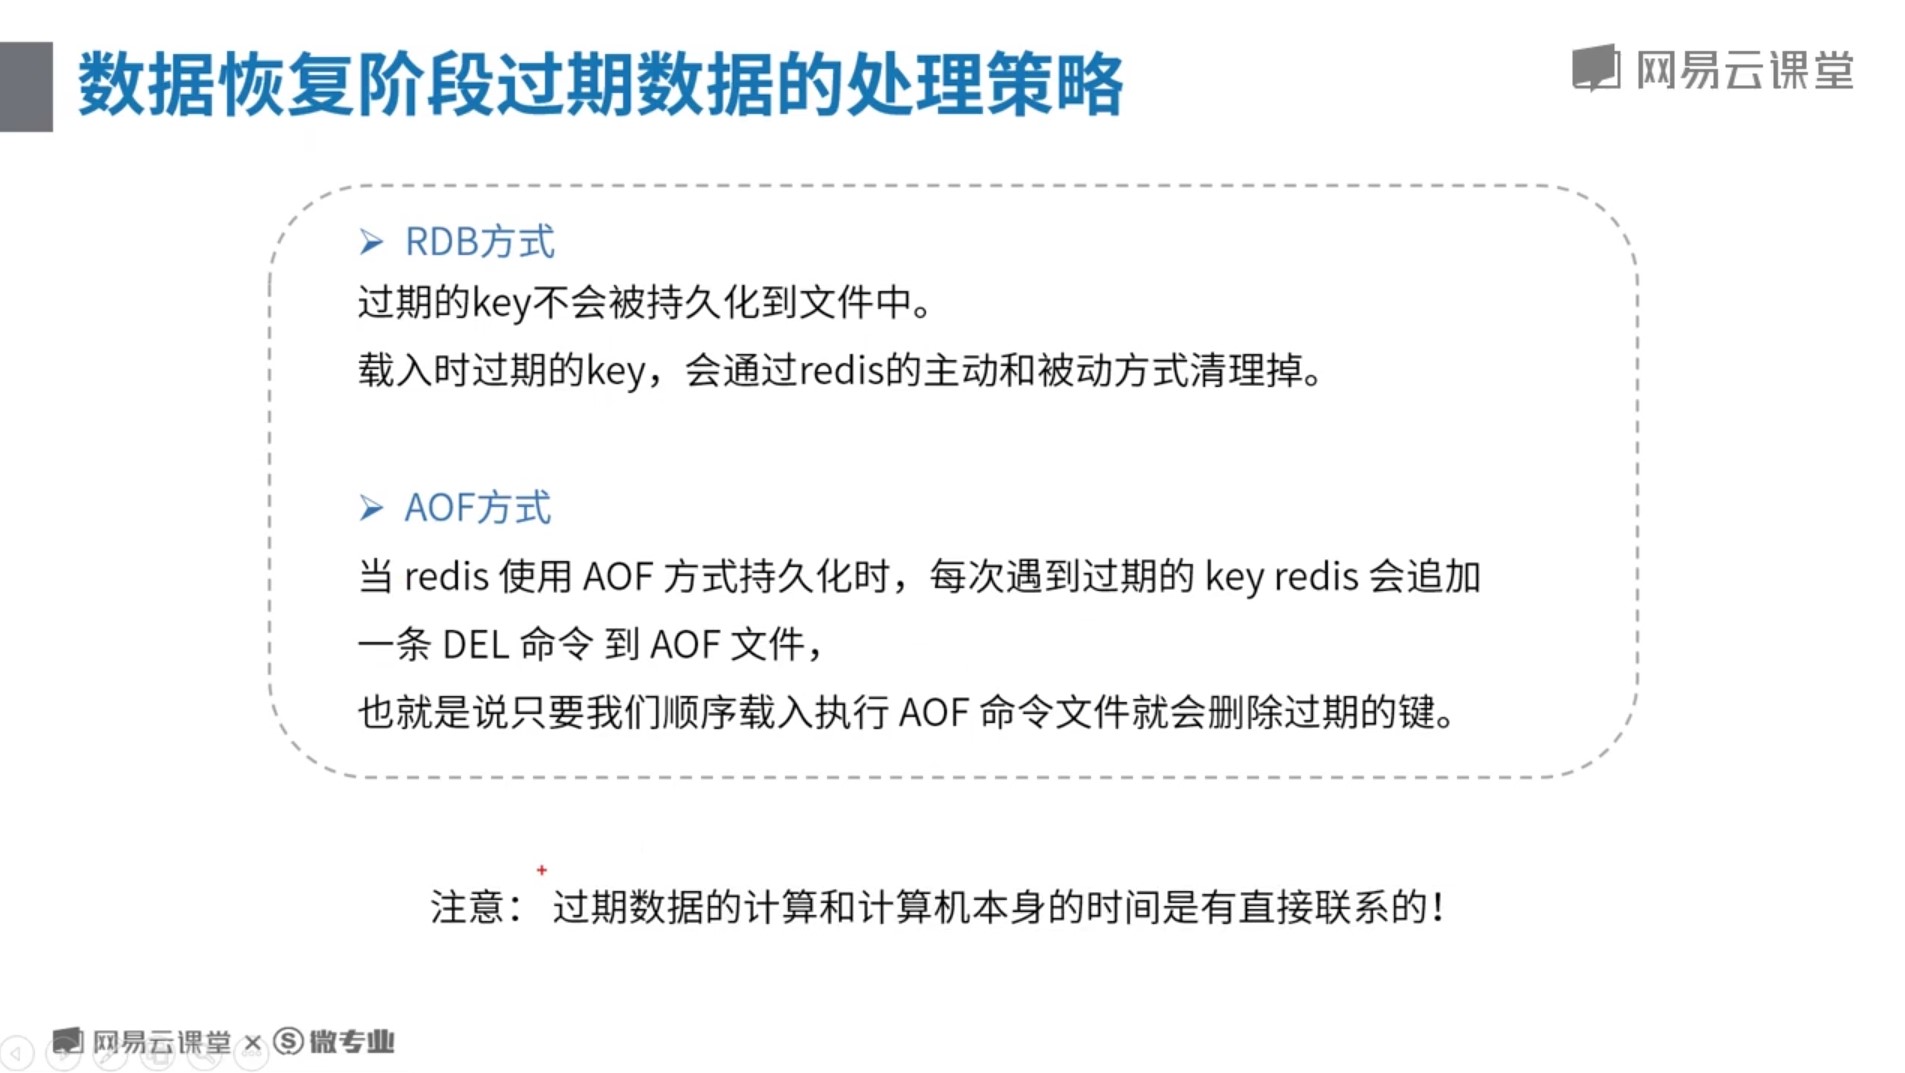 数据恢复阶段过期数据的处理策略
网易云课堂
RDB方式
过期的key不会被持久化到文件中。
载入时过期的key，会通过redis的主动和被动方式清理掉。
AOF方式
当 redis 使用 AOF 方式持久化时，每次遇到过期的 key redis 会追加
一条 DEL 命令 到 AOF 文件，
也就是说只要我们顺序载入执行 AOF 命令文件就会删除过期的键。
注意： 过期数据的计算和计算机本身的时间是有直接联系的！
网易云课堂 × 微专业